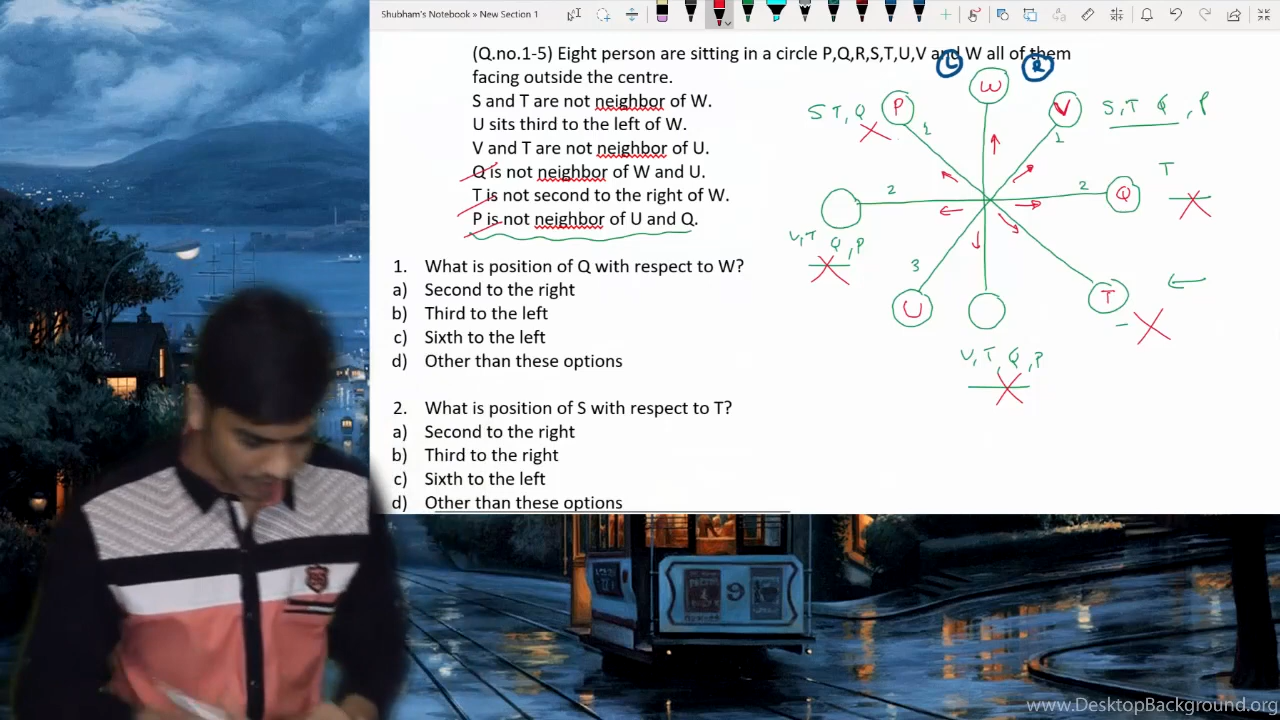 Shubham's Notebook » New Section 1
(Q.no.1-5) Eight person are sitting in a circle P,Q,R,S,T,U,V and W all of them
facing outside the centre.
S and T are not neighbor of W.
U sits third to the left of W.
V and T are not neighbor of U.
Q is not neighbor of W and U.
T is not second to the right of W.
P is not neighbor of U and Q.
1. What is position of Q with respect to W?
a) Second to the right
b) Third to the left
c) Sixth to the left
d) Other than these options
2. What is position of S with respect to T?
a) Second to the right
b) Third to the right
c) Sixth to the left
d) Other than these options
L
R
W
S T, Q
P
V
S, T Q , P
1
1
T
2
2
Q
V,T Q , P
3
U
T
V, T, Q , P
9
www.DesktopBackground.org